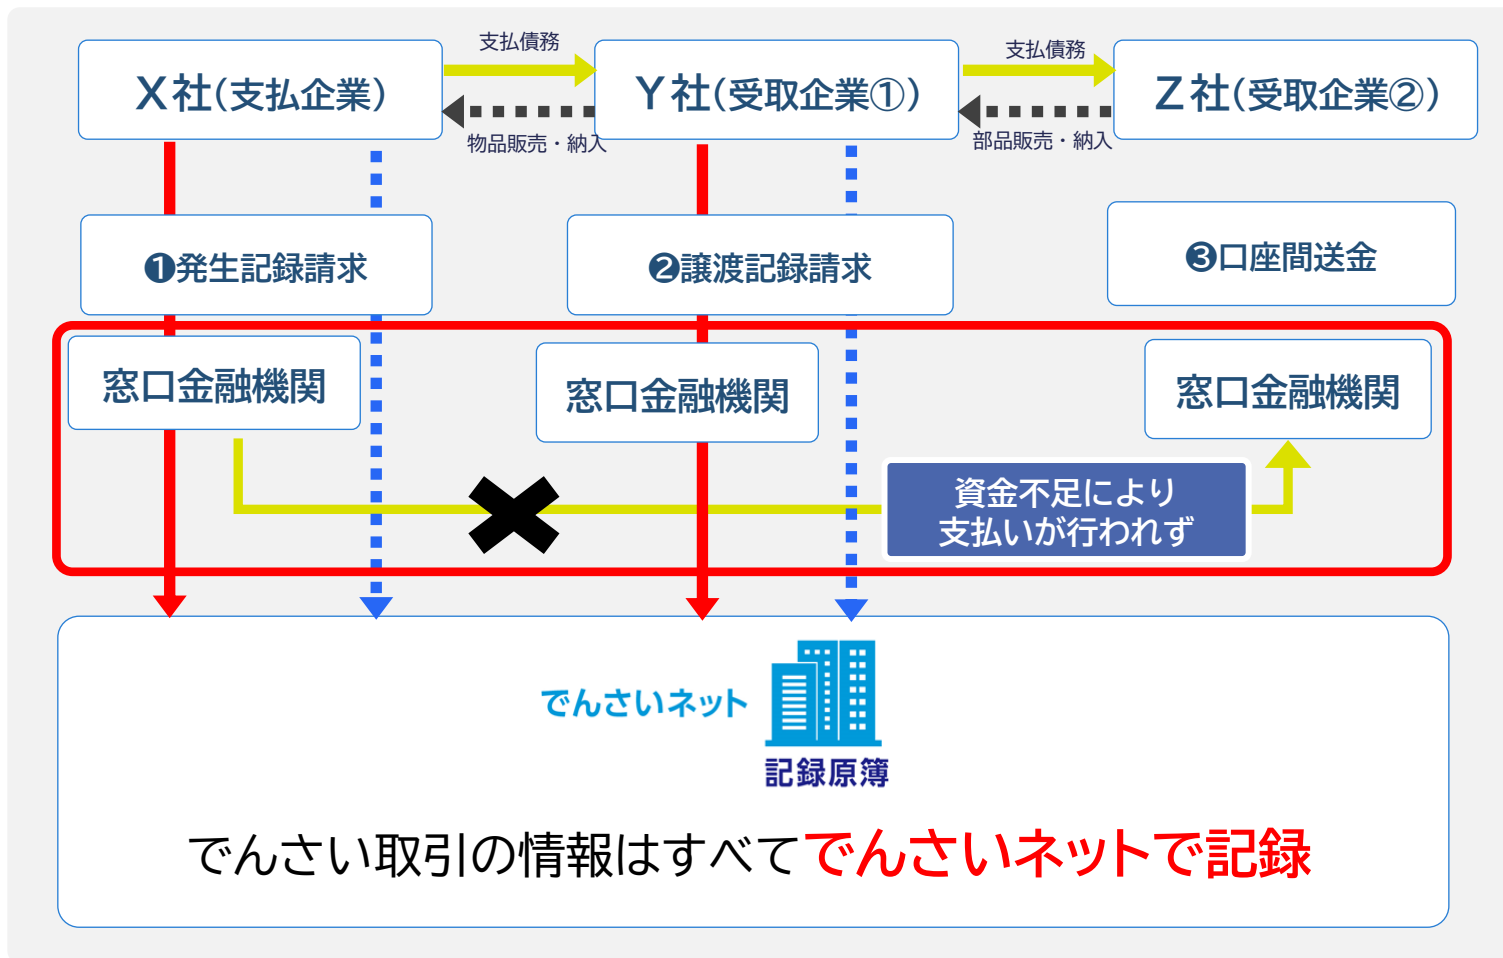 支払債務
支払債務
X社(支払企業)
Y社(受取企業①)
Z社(受取企業②)
物品販売・納入
部品販売・納入
❶発生記録請求
❷譲渡記録請求
❸口座間送金
窓口金融機関
窓口金融機関
窓口金融機関
資金不足により
支払いが行われず
でんさいネット
記録原簿
でんさい取引の情報はすべてでんさいネットで記録